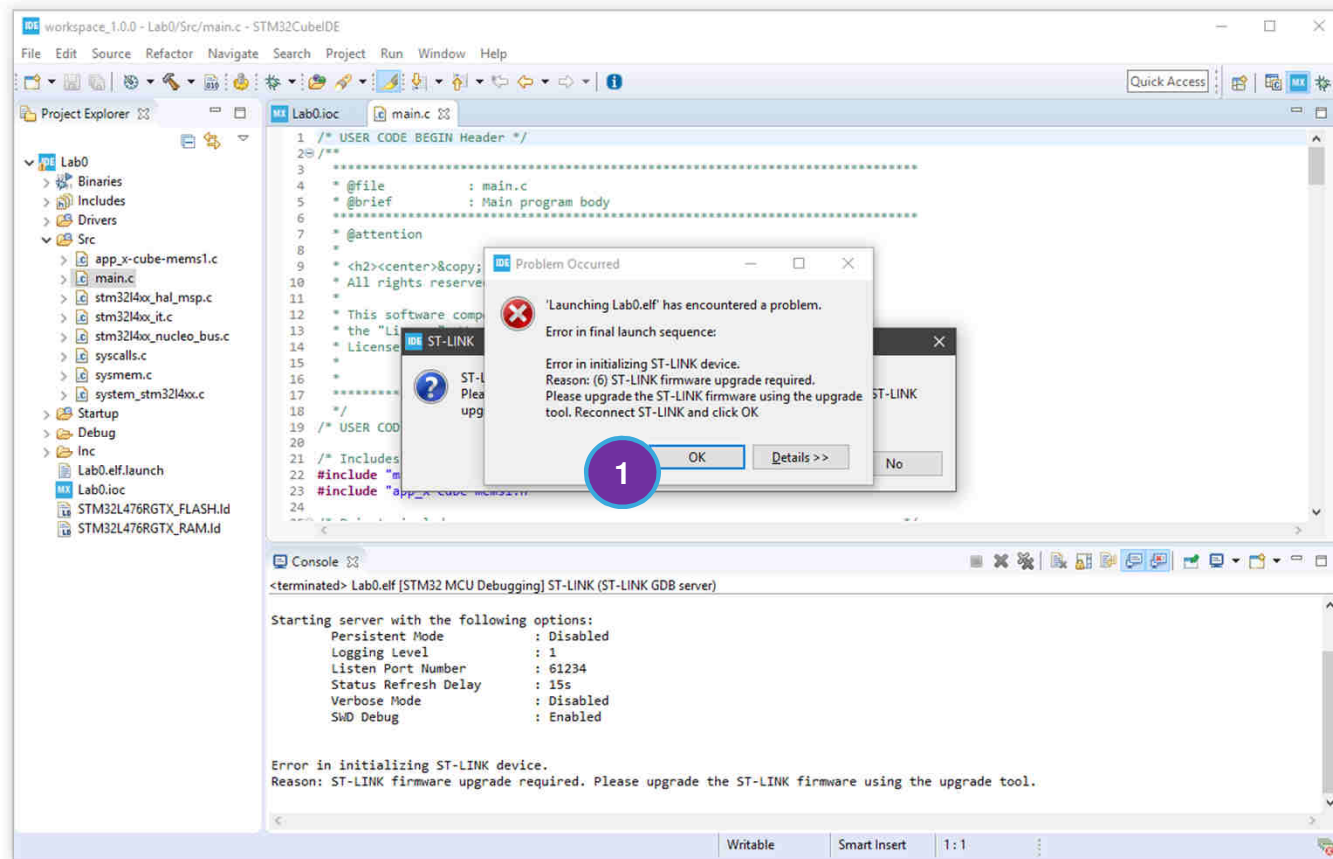 IDE workspace_1.0.0 - Lab0/Src/main.c - STM32CubeIDE
File Edit Source Refactor Navigate Search Project Run Window Help
Quick Access
Project Explorer
MX Lab0.ioc
main.c
Lab0
Binaries
Includes
Drivers
Src
app_x-cube-mems1.c
main.c
stm32l4xx_hal_msp.c
stm32l4xx_it.c
stm32l4xx_nucleo_bus.c
syscalls.c
sysmem.c
system_stm32l4xx.c
Startup
Debug
Inc
Lab0.elf.launch
MX Lab0.ioc
STM32L476RGTX_FLASH.ld
STM32L476RGTX_RAM.ld
1 /* USER CODE BEGIN Header */
2 /**
3 ******************************************************************************
4 * @file : main.c
5 * @brief : Main program body
6 ******************************************************************************
7 * @attention
8 *
9 * <h2><center>&copy;
10 * All rights reserve
11 *
12 * This software comp
13 * the "Li
14 * License
15 *
16 *
17 *********
18 */
19 /* USER COD
20
21 /* Includes
22 #include "m
23 #include "app_x-cube-mems1.h"
24
IDE ST-LINK
ST-L
Plea
upg
ST-LINK
No
IDE Problem Occurred
'Launching Lab0.elf' has encountered a problem.
Error in final launch sequence:
Error in initializing ST-LINK device.
Reason: (6) ST-LINK firmware upgrade required.
Please upgrade the ST-LINK firmware using the upgrade
tool. Reconnect ST-LINK and click OK
1
OK
Details >>
Console
<terminated> Lab0.elf [STM32 MCU Debugging] ST-LINK (ST-LINK GDB server)
Starting server with the following options:
Persistent Mode : Disabled
Logging Level : 1
Listen Port Number : 61234
Status Refresh Delay : 15s
Verbose Mode : Disabled
SWD Debug : Enabled
Error in initializing ST-LINK device.
Reason: ST-LINK firmware upgrade required. Please upgrade the ST-LINK firmware using the upgrade tool.
Writable
Smart Insert
1 : 1